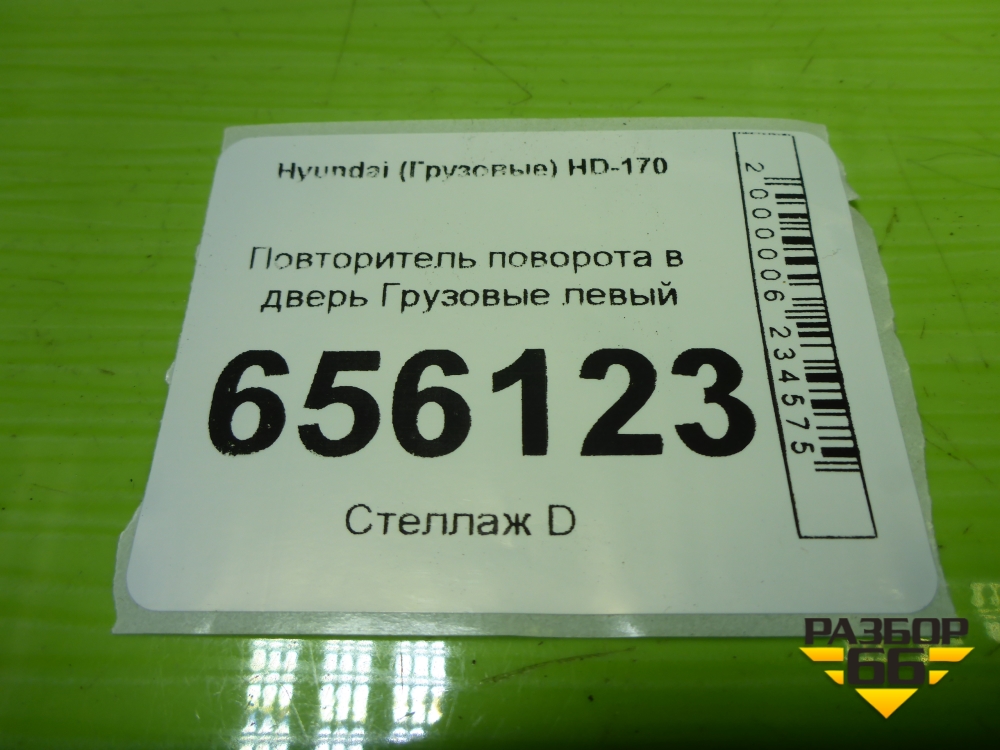 Hyundai (Грузовые) HD-170
Повторитель поворота в
дверь Грузовые левый
656123
Стеллаж D
2000006234575
РАЗБОР
66